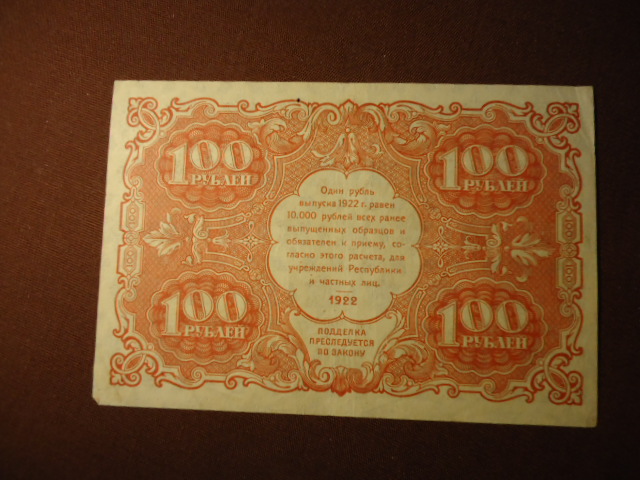 100
РУБЛЕЙ
100
РУБЛЕЙ
Один рубль
выпуска 1922 г. равен
10.000 рублей всех ранее
выпущенных образцов и
обязателен к приему, со-
гласно этого расчета, для
учреждений Республики
и частных лиц.
1922
100
РУБЛЕЙ
100
РУБЛЕЙ
ПОДДЕЛКА
ПРЕСЛЕДУЕТСЯ
ПО ЗАКОНУ